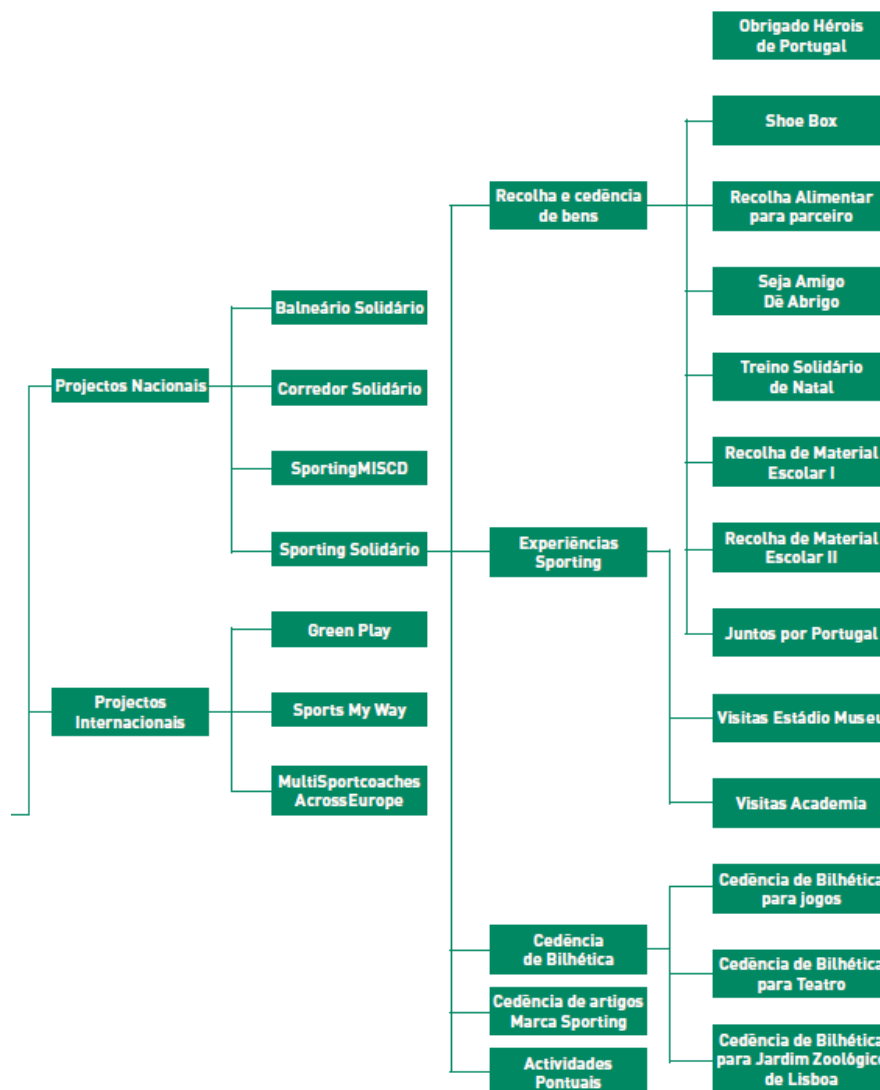 Obrigado Hérois
de Portugal
Shoe Box
Recolha e cedência
de bens
Recolha Alimentar
para parceiro
Seja Amigo
Dê Abrigo
Balneário Solidário
Treino Solidário
de Natal
Projectos Nacionais
Corredor Solidário
Recolha de Material
Escolar I
SportingMISCD
Recolha de Material
Escolar II
Sporting Solidário
Experiências
Sporting
Green Play
Juntos por Portugal
Projectos
Internacionais
Sports My Way
Visitas Estádio Museu
MultiSportcoaches
AcrossEurope
Visitas Academia
Cedência de Bilhética
para jogos
Cedência
de Bilhética
Cedência de Bilhética
para Teatro
Cedência de artigos
Marca Sporting
Cedência de Bilhética
para Jardim Zoológico
de Lisboa
Actividades
Pontuais